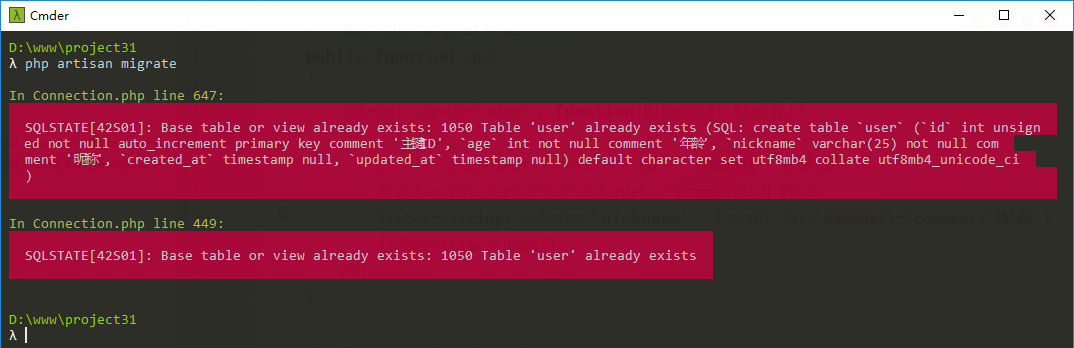 Cmder
D:\www\project31
λ php artisan migrate
In Connection.php line 647:
SQLSTATE[42S01]: Base table or view already exists: 1050 Table 'user' already exists (SQL: create table `user` (`id` int unsign
ed not null auto_increment primary key comment '主键ID', `age` int not null comment '年龄', `nickname` varchar(25) not null com
ment '昵称', `created_at` timestamp null, `updated_at` timestamp null) default character set utf8mb4 collate utf8mb4_unicode_ci
)
In Connection.php line 449:
SQLSTATE[42S01]: Base table or view already exists: 1050 Table 'user' already exists
D:\www\project31
λ